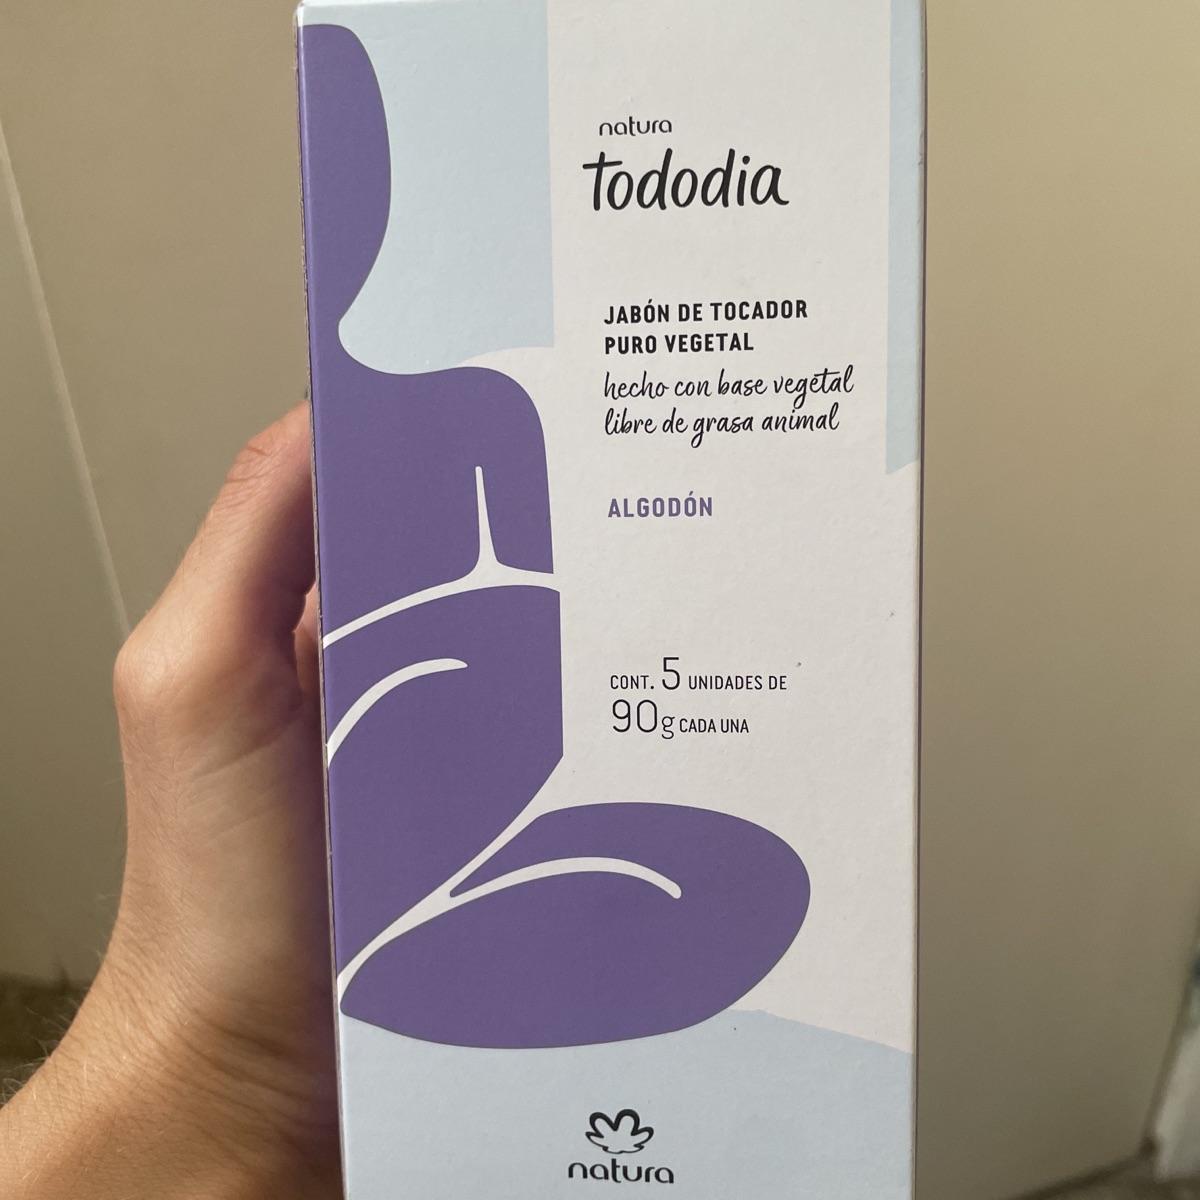 natura
tododia
JABÓN DE TOCADOR
PURO VEGETAL
hecho con base vegetal
libre de grasa animal
ALGODÓN
CONT. 5 UNIDADES DE
90g CADA UNA
natura